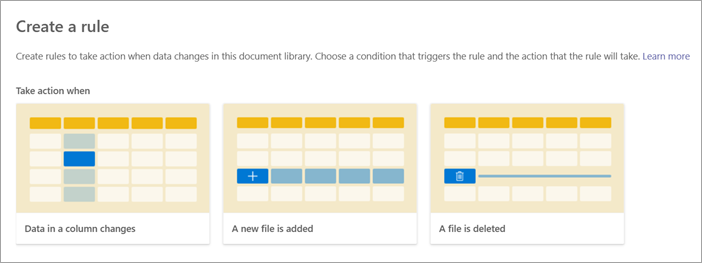 Create a rule
Create rules to take action when data changes in this document library. Choose a condition that triggers the rule and the action that the rule will take. Learn more
Take action when
Data in a column changes
A new file is added
A file is deleted